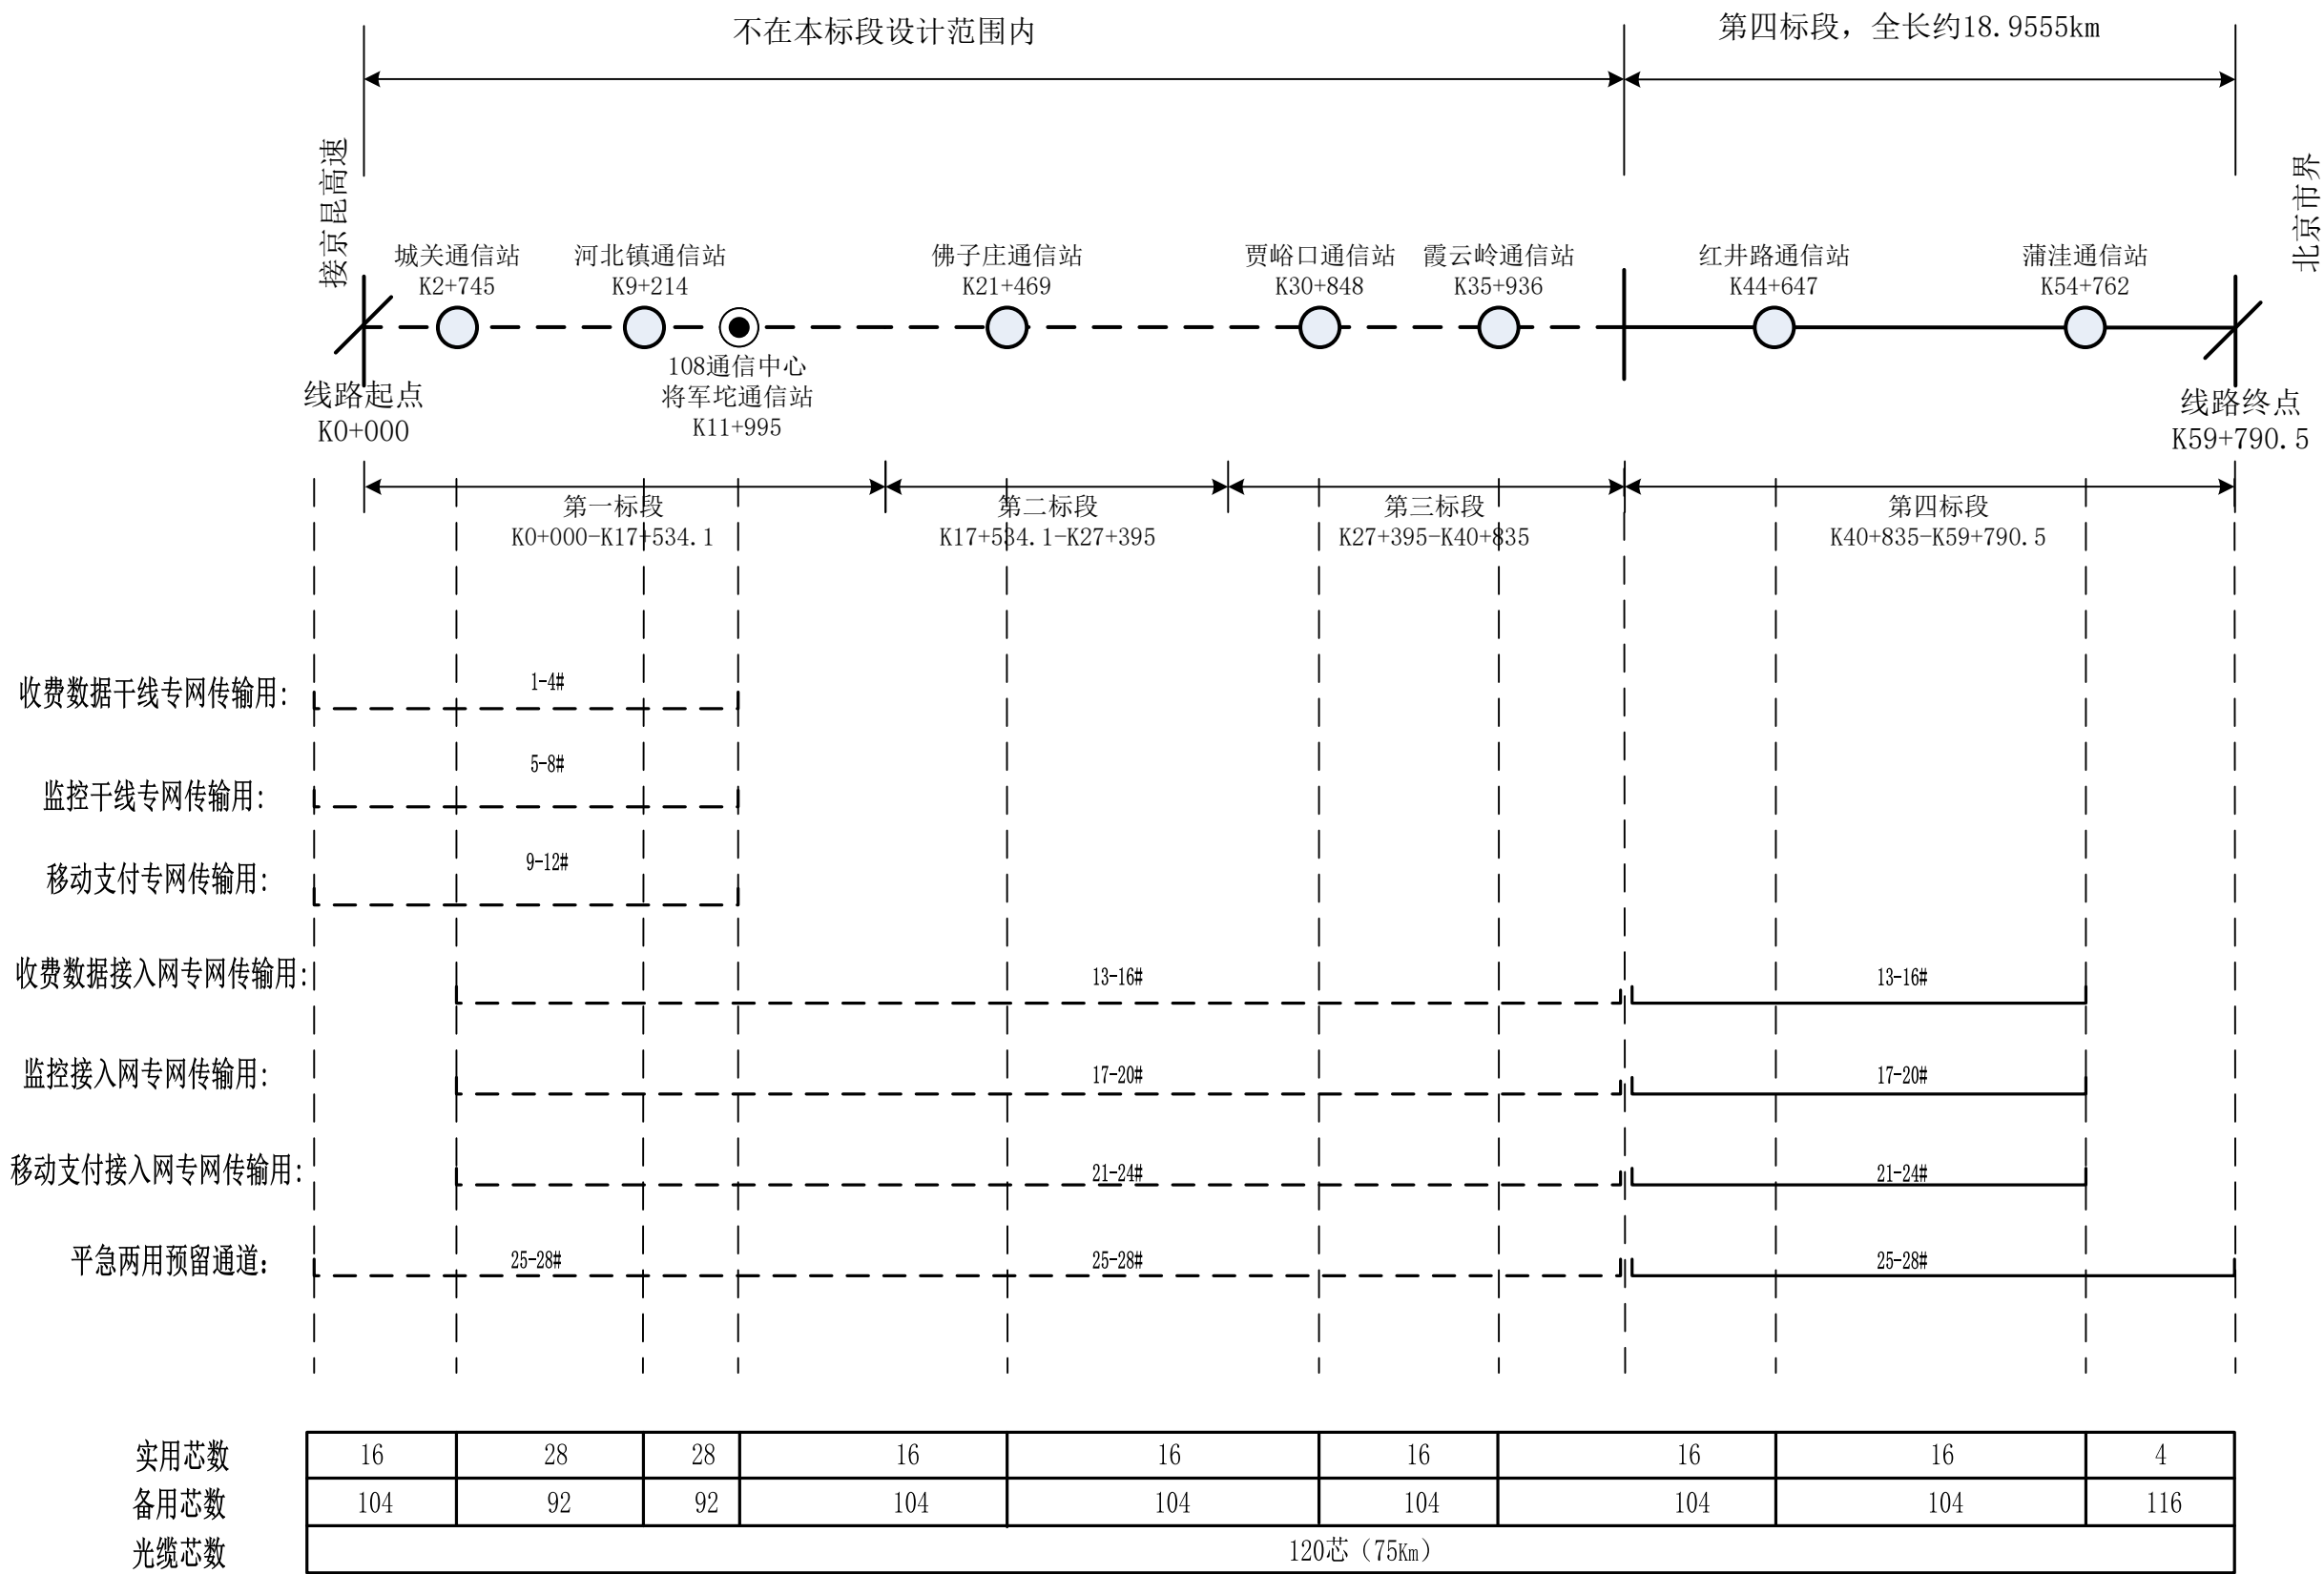 不在本标段设计范围内
第四标段，全长约18.9555km
接京昆高速
北京市界
城关通信站
K2+745
河北镇通信站
K9+214
佛子庄通信站
K21+469
贾峪口通信站
K30+848
霞云岭通信站
K35+936
红井路通信站
K44+647
蒲洼通信站
K54+762
108通信中心
将军坨通信站
K11+995
线路起点
K0+000
线路终点
K59+790.5
第一标段
K0+000-K17+534.1
第二标段
K17+534.1-K27+395
第三标段
K27+395-K40+835
第四标段
K40+835-K59+790.5
收费数据干线专网传输用：
1-4#
监控干线专网传输用：
5-8#
移动支付专网传输用：
9-12#
收费数据接入网专网传输用：
13-16#
13-16#
监控接入网专网传输用：
17-20#
17-20#
移动支付接入网专网传输用：
21-24#
21-24#
平急两用预留通道：
25-28#
25-28#
25-28#
实用芯数 16 28 28 16 16 16 16 16 4
备用芯数 104 92 92 104 104 104 104 104 116
光缆芯数 120芯（75Km）